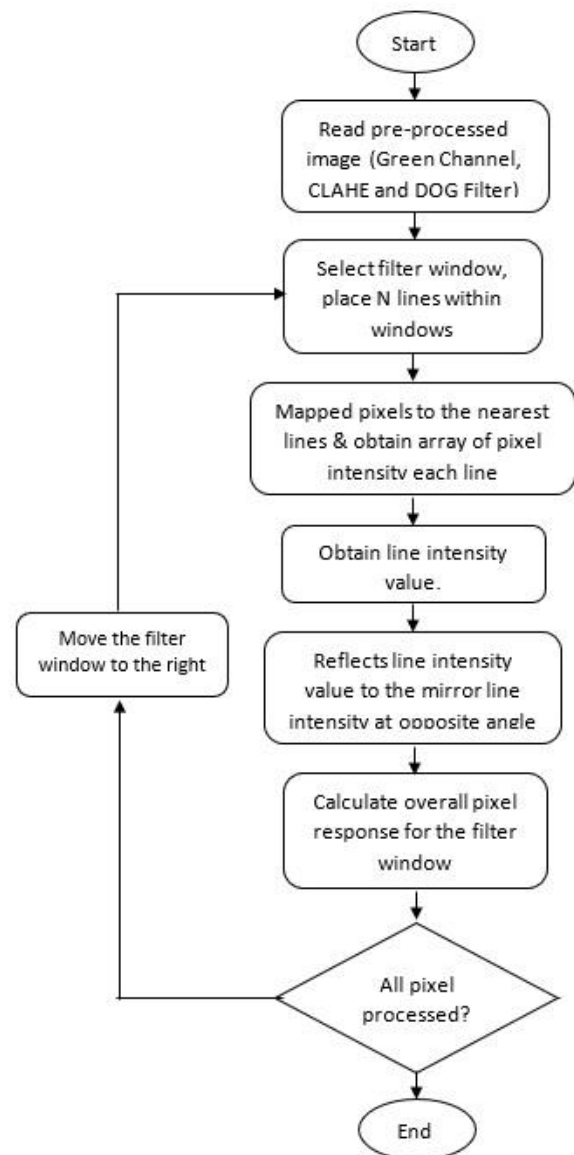 Start
Read pre-processed
image (Green Channel,
CLAHE and DOG Filter)
Select filter window,
place N lines within
windows
Mapped pixels to the nearest
lines & obtain array of pixel
intensity each line
Obtain line intensity
value.
Move the filter
window to the right
Reflects line intensity
value to the mirror line
intensity at opposite angle
Calculate overall pixel
response for the filter
window
All pixel
processed?
End